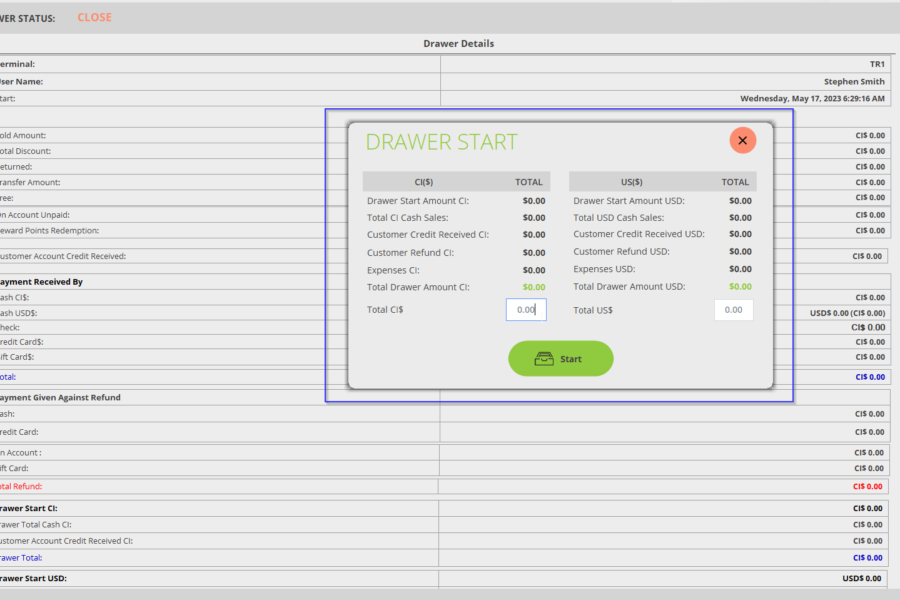 WER STATUS: CLOSE
Drawer Details
erminal: TR1
ser Name: Stephen Smith
tart: Wednesday, May 17, 2023 6:29:16 AM
old Amount: CI$ 0.00
otal Discount: CI$ 0.00
eturned: CI$ 0.00
ransfer Amount: CI$ 0.00
ree: CI$ 0.00
n Account Unpaid: CI$ 0.00
eward Points Redemption: CI$ 0.00
ustomer Account Credit Received: CI$ 0.00
ayment Received By
ash CI$: CI$ 0.00
ash USD$: USD$ 0.00 (CI$ 0.00)
heck: CI$ 0.00
redit Card$: CI$ 0.00
ift Card$: CI$ 0.00
otal: CI$ 0.00
ayment Given Against Refund
ash: CI$ 0.00
redit Card: CI$ 0.00
n Account : CI$ 0.00
ift Card: CI$ 0.00
otal Refund: CI$ 0.00
rawer Start CI: CI$ 0.00
rawer Total Cash CI: CI$ 0.00
ustomer Account Credit Received CI: CI$ 0.00
rawer Total: CI$ 0.00
rawer Start USD: USD$ 0.00
DRAWER START
CI($) TOTAL US($) TOTAL
Drawer Start Amount CI: $0.00 Drawer Start Amount USD: $0.00
Total CI Cash Sales: $0.00 Total USD Cash Sales: $0.00
Customer Credit Received CI: $0.00 Customer Credit Received USD: $0.00
Customer Refund CI: $0.00 Customer Refund USD: $0.00
Expenses CI: $0.00 Expenses USD: $0.00
Total Drawer Amount CI: $0.00 Total Drawer Amount USD: $0.00
Total CI$ 0.00 Total US$ 0.00
Start